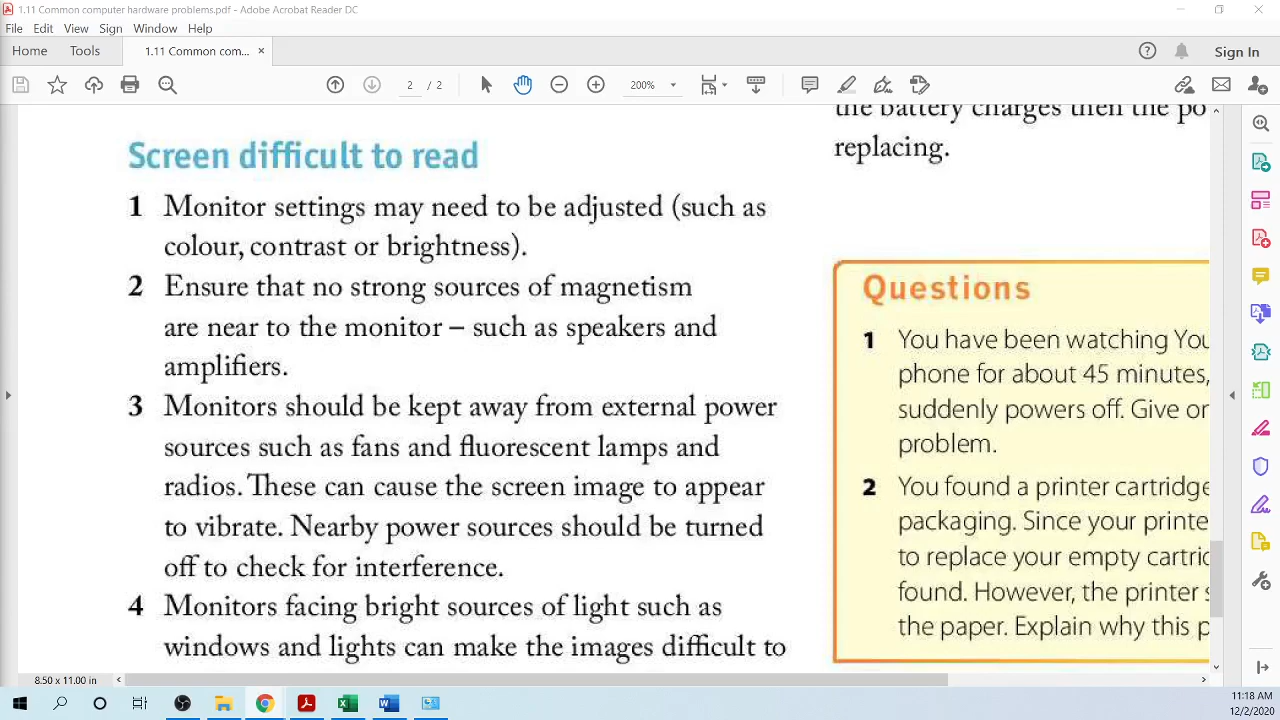 1.11 Common computer hardware problems.pdf - Adobe Acrobat Reader DC
File Edit View Sign Window Help
Home Tools 1.11 Common com... × Sign In
2 / 2 200%
the battery charges then the po
replacing.
Screen difficult to read
1 Monitor settings may need to be adjusted (such as
colour, contrast or brightness).
2 Ensure that no strong sources of magnetism
are near to the monitor – such as speakers and
amplifiers.
3 Monitors should be kept away from external power
sources such as fans and fluorescent lamps and
radios. These can cause the screen image to appear
to vibrate. Nearby power sources should be turned
off to check for interference.
4 Monitors facing bright sources of light such as
windows and lights can make the images difficult to
Questions
1 You have been watching You
phone for about 45 minutes,
suddenly powers off. Give or
problem.
2 You found a printer cartridge
packaging. Since your printe
to replace your empty cartric
found. However, the printer s
the paper. Explain why this p
8.50 x 11.00 in
11:18 AM
12/2/2020